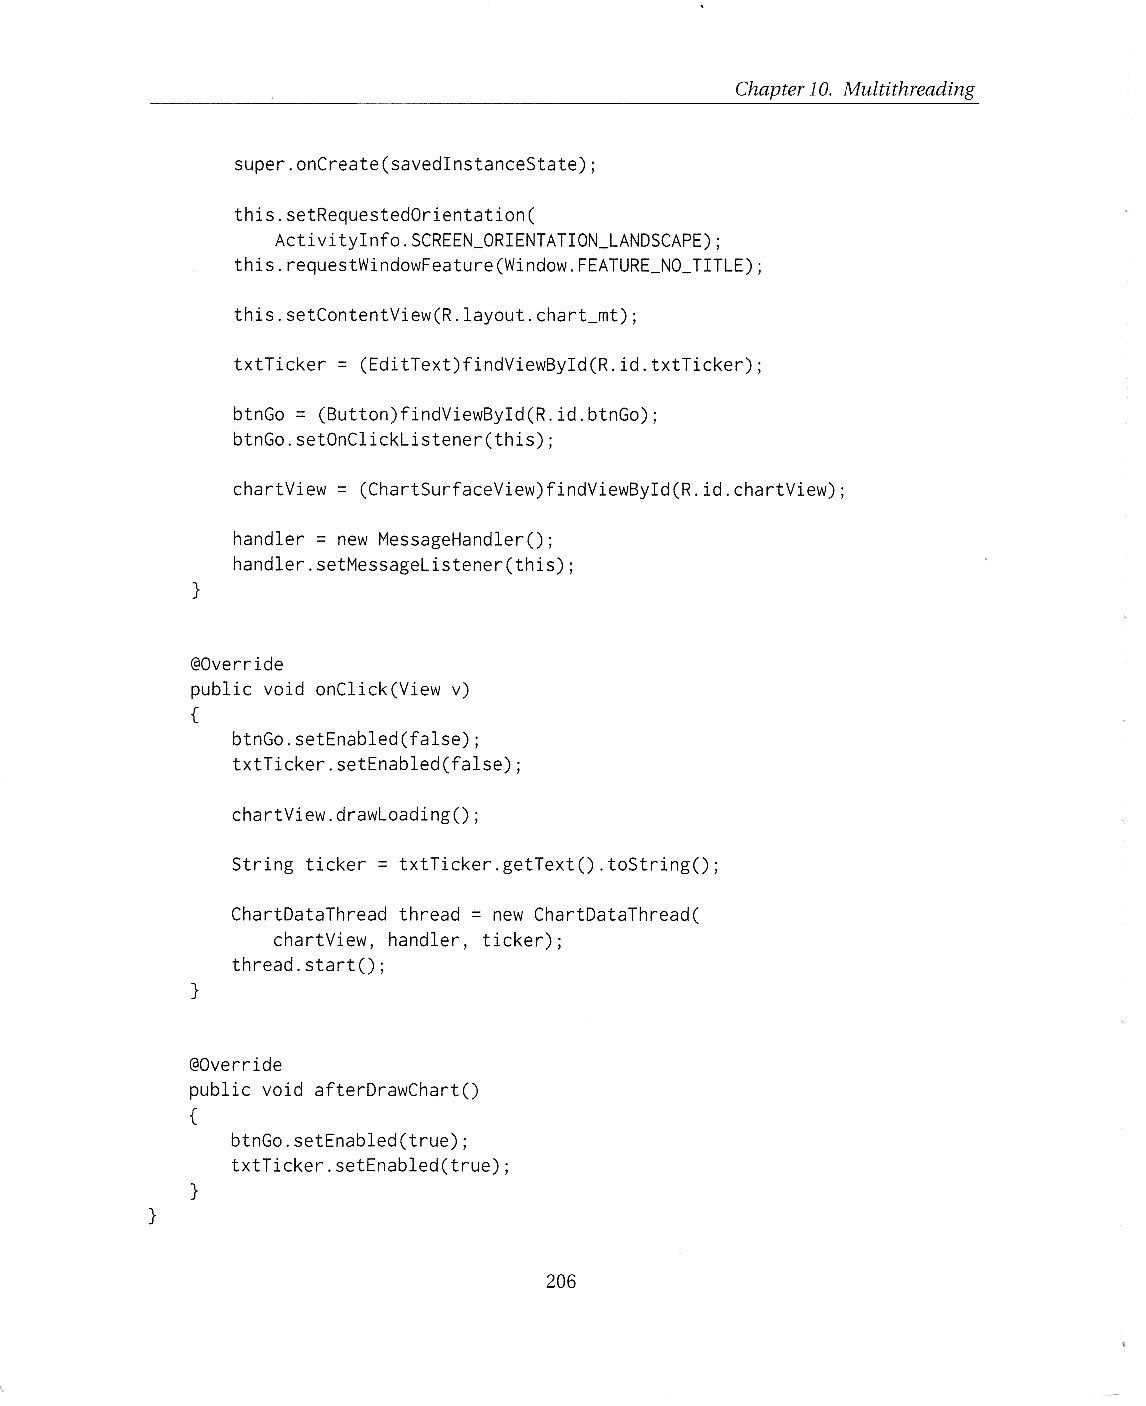 Chapter 10. Multithreading
super.onCreate(savedInstanceState);
this.setRequestedOrientation(
ActivityInfo.SCREEN_ORIENTATION_LANDSCAPE);
this.requestWindowFeature(Window.FEATURE_NO_TITLE);
this.setContentView(R.layout.chart_mt);
txtTicker = (EditText)findViewById(R.id.txtTicker);
btnGo = (Button)findViewById(R.id.btnGo);
btnGo.setOnClickListener(this);
chartView = (ChartSurfaceView)findViewById(R.id.chartView);
handler = new MessageHandler();
handler.setMessageListener(this);
}
@Override
public void onClick(View v)
{
btnGo.setEnabled(false);
txtTicker.setEnabled(false);
chartView.drawLoading();
String ticker = txtTicker.getText().toString();
ChartDataThread thread = new ChartDataThread(
chartView, handler, ticker);
thread.start();
}
@Override
public void afterDrawChart()
{
btnGo.setEnabled(true);
txtTicker.setEnabled(true);
}
}
206